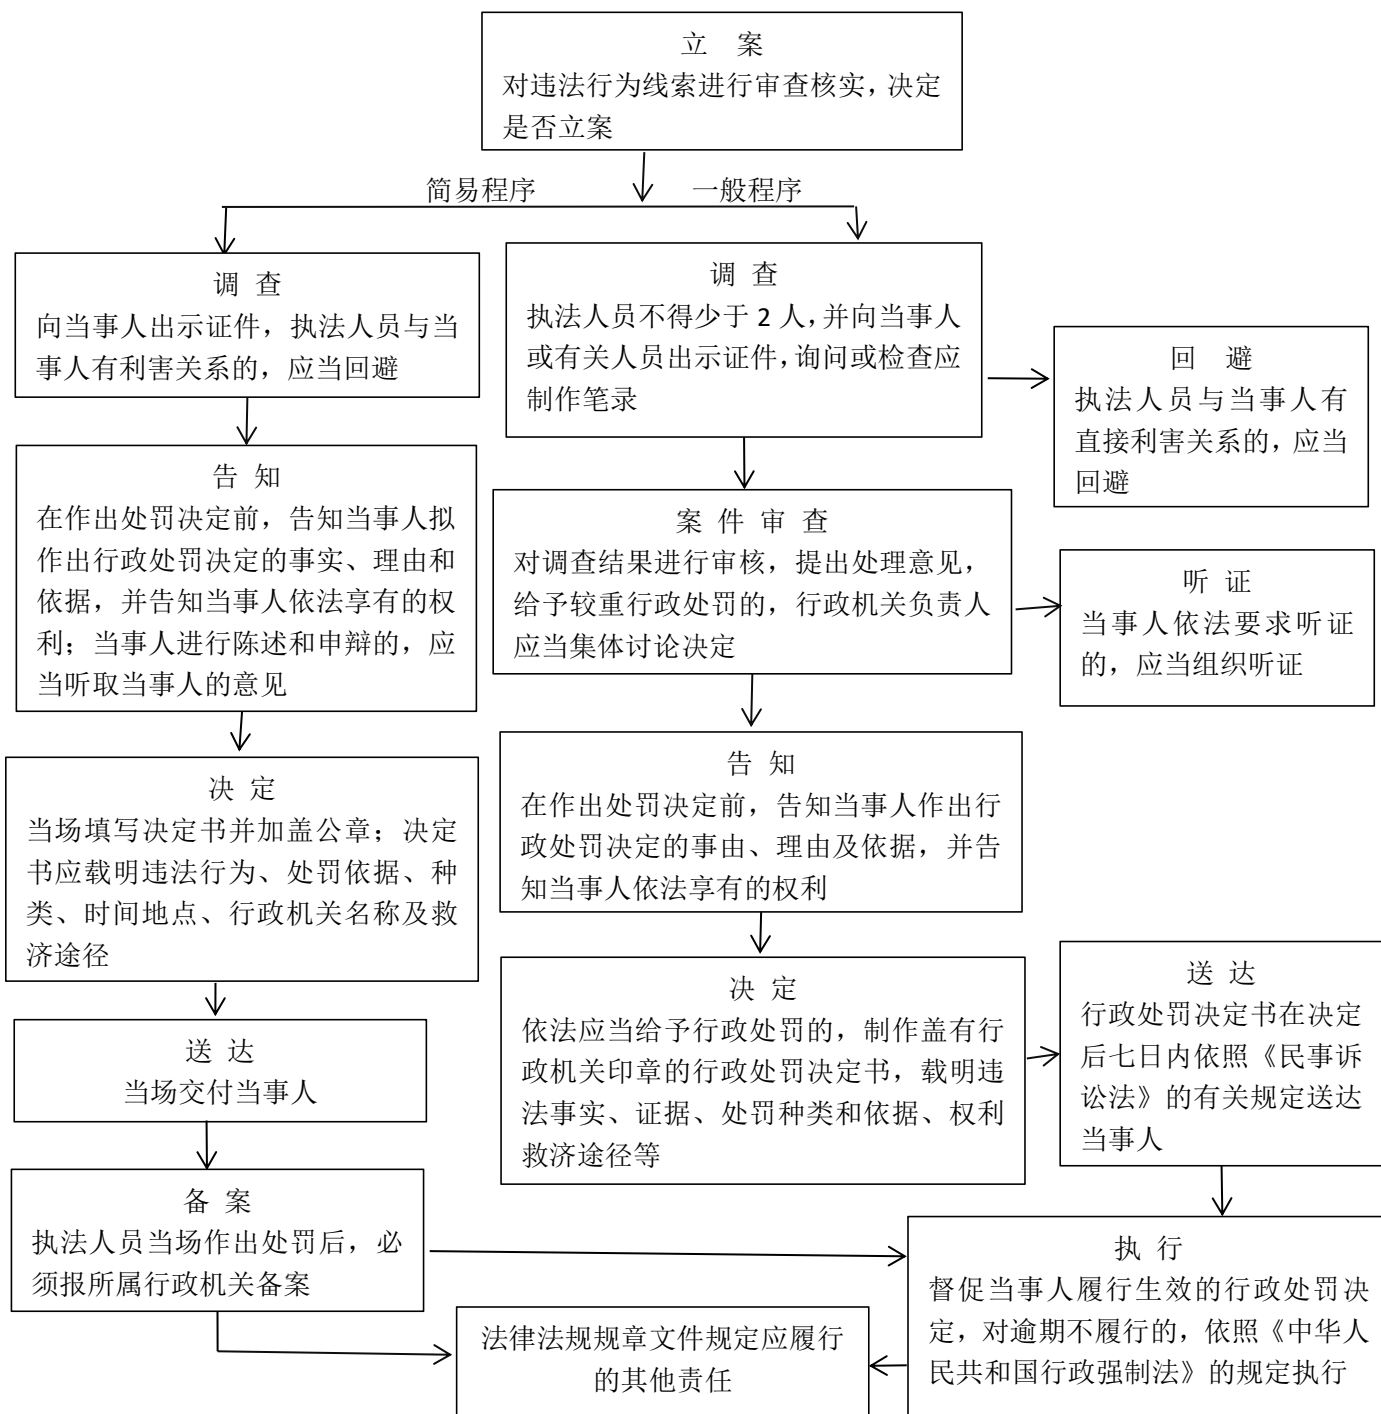 立 案
对违法行为线索进行审查核实，决定
是否立案
简易程序
一般程序
调 查
向当事人出示证件，执法人员与当
事人有利害关系的，应当回避
调 查
执法人员不得少于 2 人，并向当事人
或有关人员出示证件，询问或检查应
制作笔录
回 避
执法人员与当事人有
直接利害关系的，应当
回避
告 知
在作出处罚决定前，告知当事人拟
作出行政处罚决定的事实、理由和
依据，并告知当事人依法享有的权
利；当事人进行陈述和申辩的，应
当听取当事人的意见
案 件 审 查
对调查结果进行审核，提出处理意见，
给予较重行政处罚的，行政机关负责人
应当集体讨论决定
听 证
当事人依法要求听证
的，应当组织听证
决 定
当场填写决定书并加盖公章；决定
书应载明违法行为、处罚依据、种
类、时间地点、行政机关名称及救
济途径
告 知
在作出处罚决定前，告知当事人作出行
政处罚决定的事由、理由及依据，并告
知当事人依法享有的权利
送 达
当场交付当事人
决 定
依法应当给予行政处罚的，制作盖有行
政机关印章的行政处罚决定书，载明违
法事实、证据、处罚种类和依据、权利
救济途径等
送 达
行政处罚决定书在决定
后七日内依照《民事诉
讼法》的有关规定送达
当事人
备 案
执法人员当场作出处罚后，必
须报所属行政机关备案
执 行
督促当事人履行生效的行政处罚决
定，对逾期不履行的，依照《中华人
民共和国行政强制法》的规定执行
法律法规规章文件规定应履行
的其他责任